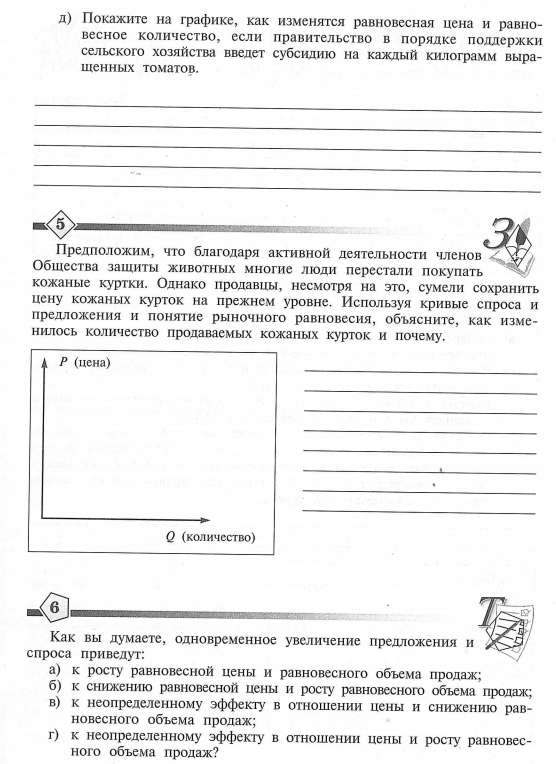 д) Покажите на графике, как изменятся равновесная цена и равно-
весное количество, если правительство в порядке поддержки
сельского хозяйства введет субсидию на каждый килограмм выра-
щенных томатов.
5
З
Предположим, что благодаря активной деятельности членов
Общества защиты животных многие люди перестали покупать
кожаные куртки. Однако продавцы, несмотря на это, сумели сохранить
цену кожаных курток на прежнем уровне. Используя кривые спроса и
предложения и понятие рыночного равновесия, объясните, как изме-
нилось количество продаваемых кожаных курток и почему.
P (цена)
Q (количество)
6
Т
Как вы думаете, одновременное увеличение предложения и
спроса приведут:
а) к росту равновесной цены и равновесного объема продаж;
б) к снижению равновесной цены и росту равновесного объема продаж;
в) к неопределенному эффекту в отношении цены и снижению рав-
новесного объема продаж;
г) к неопределенному эффекту в отношении цены и росту равновес-
ного объема продаж?